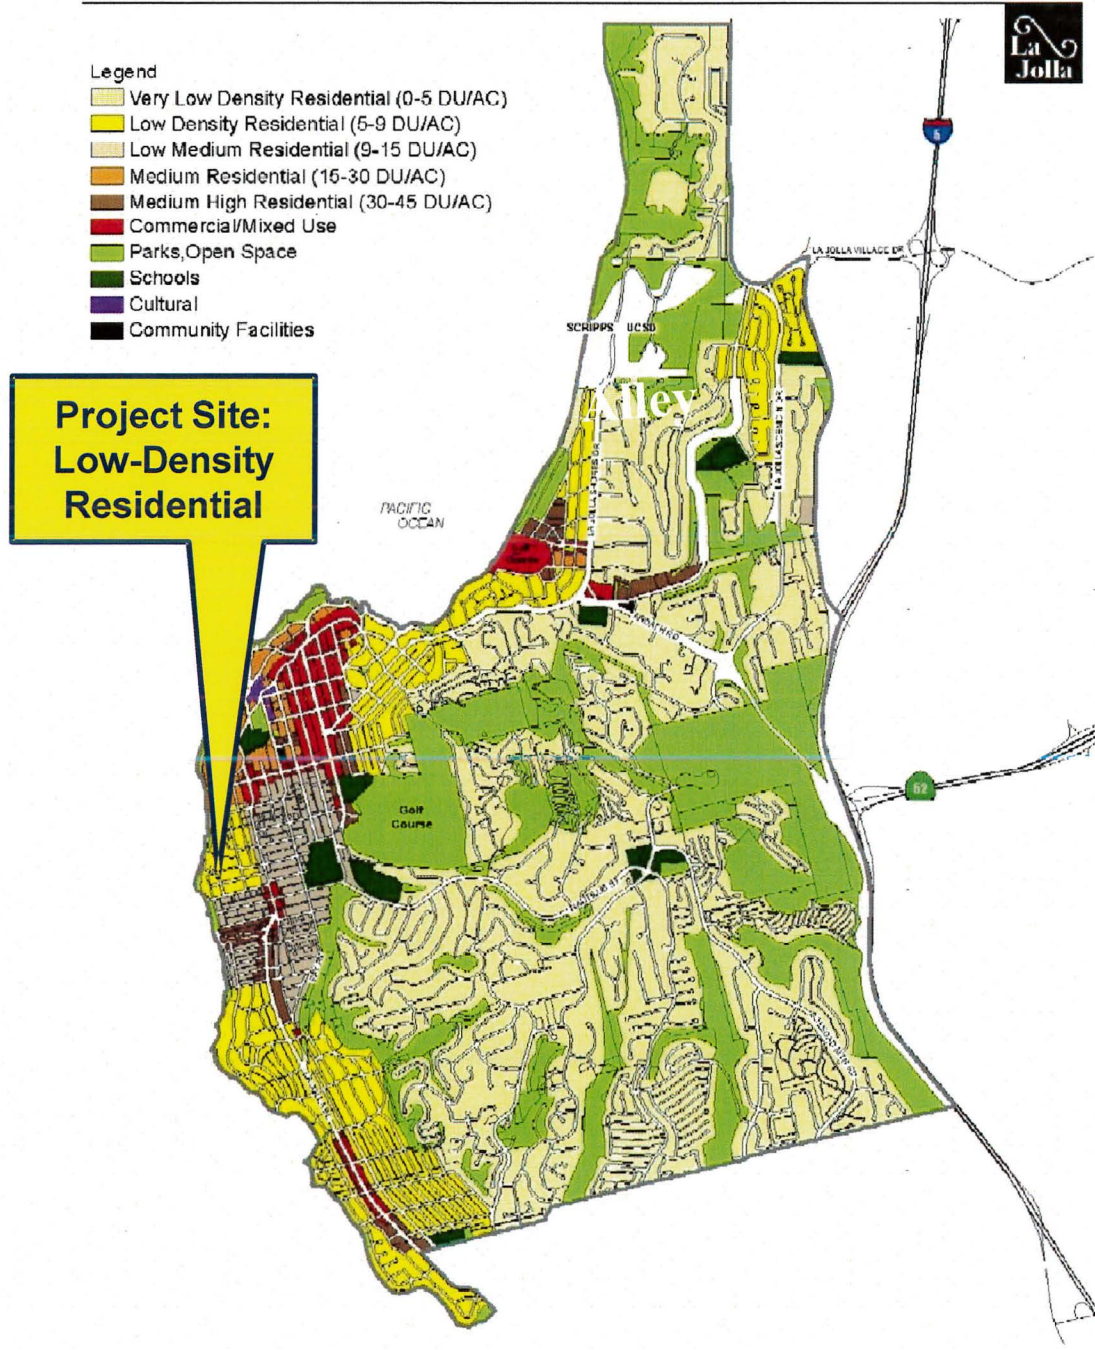 La
Jolla
Legend
Very Low Density Residential (0-5 DU/AC)
Low Density Residential (5-9 DU/AC)
Low Medium Residential (9-15 DU/AC)
Medium Residential (15-30 DU/AC)
Medium High Residential (30-45 DU/AC)
Commercial/Mixed Use
Parks,Open Space
Schools
Cultural
Community Facilities
5
LA JOLLA VILLAGE DR
SCRIPPS UCSD
Alley
Project Site:
Low-Density
Residential
PACIFIC
OCEAN
52
Golf
Course